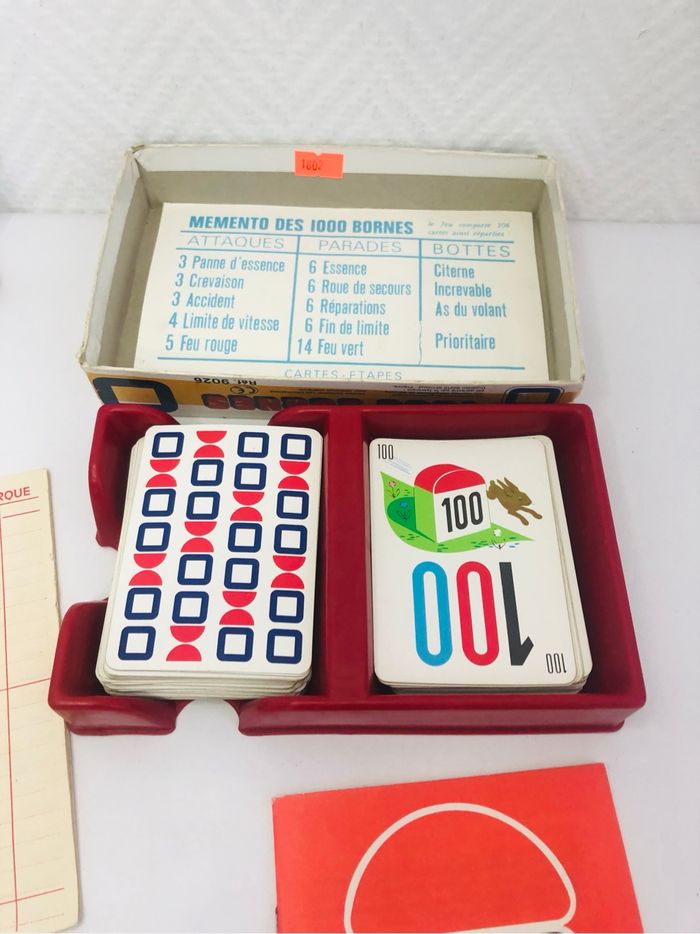 1802
MEMENTO DES 1000 BORNES
le Jeu comporte 106
cartes ainsi réparties :
ATTAQUES
PARADES
BOTTES
3 Panne d'essence
3 Crevaison
3 Accident
4 Limite de vitesse
5 Feu rouge
6 Essence
6 Roue de secours
6 Réparations
6 Fin de limite
14 Feu vert
Citerne
Increvable
As du volant
Prioritaire
CARTES-ETAPES
Réf. 9026
RQUE
100
100
100
100